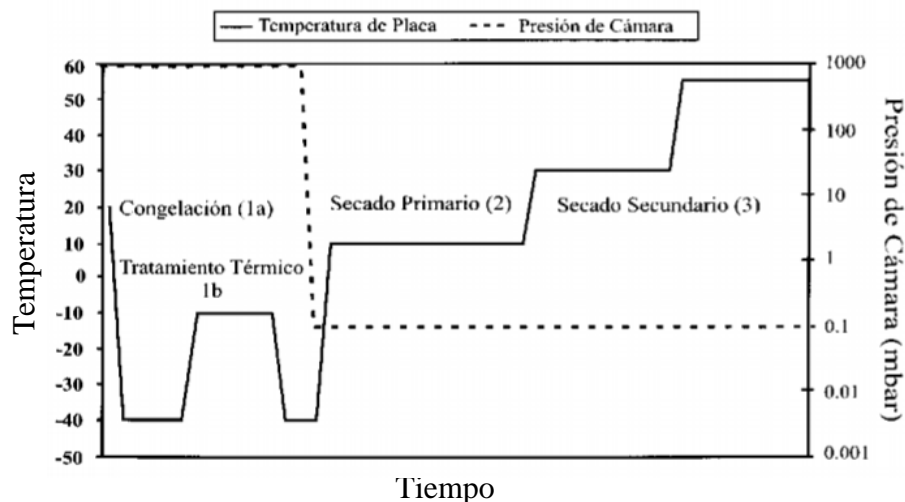 Temperatura de Placa
Presión de Cámara
60
50
40
30
20
10
0
-10
-20
-30
-40
-50
Temperatura
Congelación (1a)
Tratamiento Térmico
1b
Secado Primario (2)
Secado Secundario (3)
1000
100
10
1
0.1
0.01
0.001
Presión de Cámara (mbar)
Tiempo